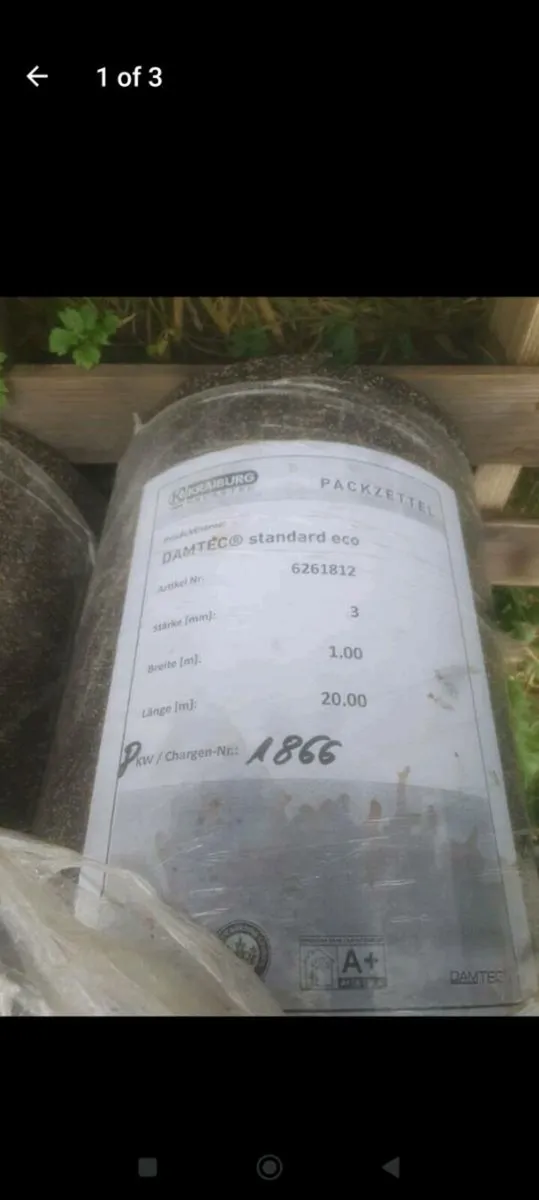 1 of 3
KRAIBURG
PACKZETTEL
DAMTEC® standard eco
Artikel Nr:
6261812
Stärke [mm]:
3
Breite [m]:
1.00
Länge [m]:
20.00
KW / Chargen-Nr.:
1866
A+
DAMTEC